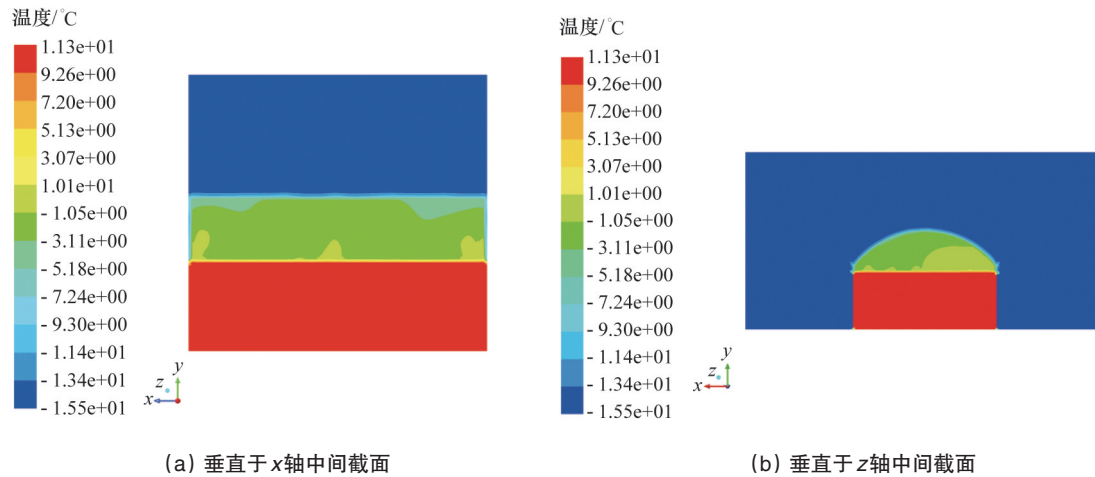 温度/℃
1.13e+01
9.26e+00
7.20e+00
5.13e+00
3.07e+00
1.01e+01
- 1.05e+00
- 3.11e+00
- 5.18e+00
- 7.24e+00
- 9.30e+00
- 1.14e+01
- 1.34e+01
- 1.55e+01
y
z
x
(a) 垂直于x轴中间截面
温度/℃
1.13e+01
9.26e+00
7.20e+00
5.13e+00
3.07e+00
1.01e+00
- 1.05e+00
- 3.11e+00
- 5.18e+00
- 7.24e+00
- 9.30e+00
- 1.14e+01
- 1.34e+01
- 1.55e+01
y
z
x
(b) 垂直于z轴中间截面